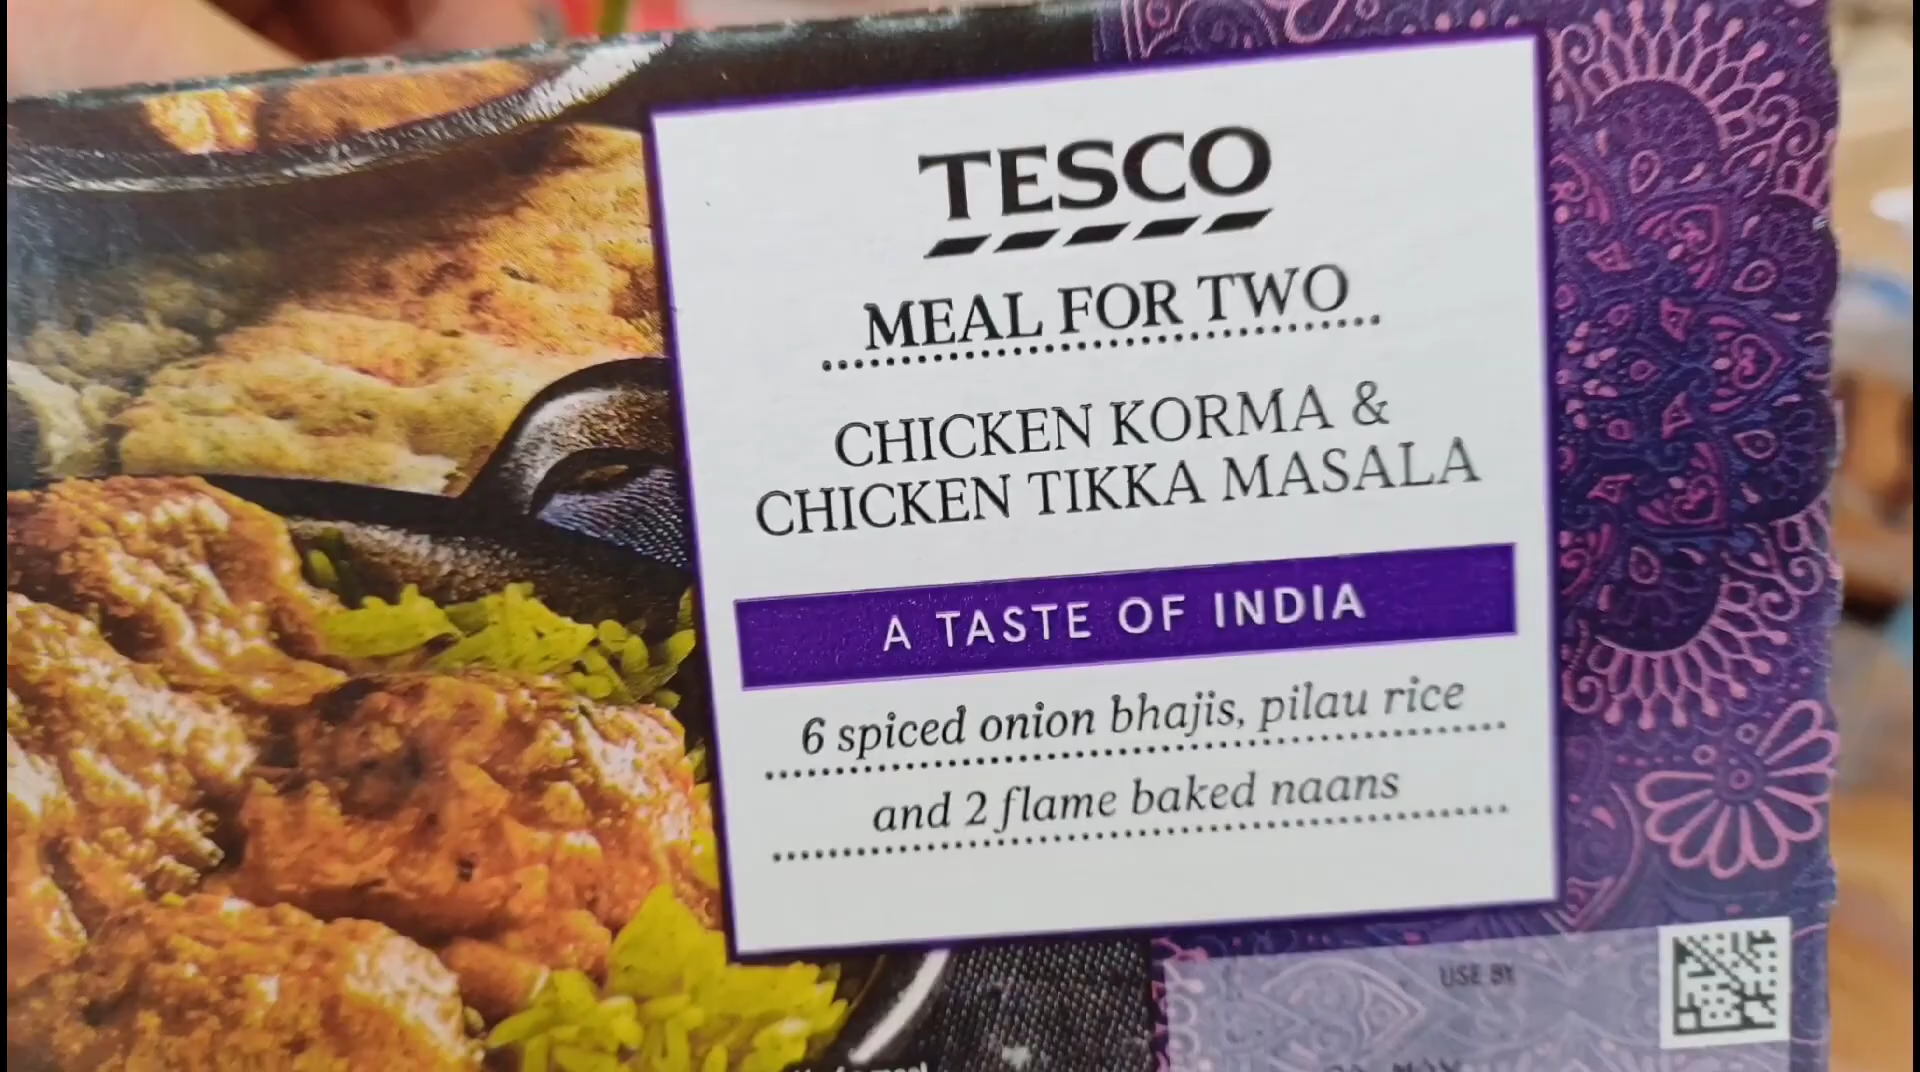 TESCO
MEAL FOR TWO
CHICKEN KORMA &
CHICKEN TIKKA MASALA
A TASTE OF INDIA
6 spiced onion bhajis, pilau rice
and 2 flame baked naans
USE BY